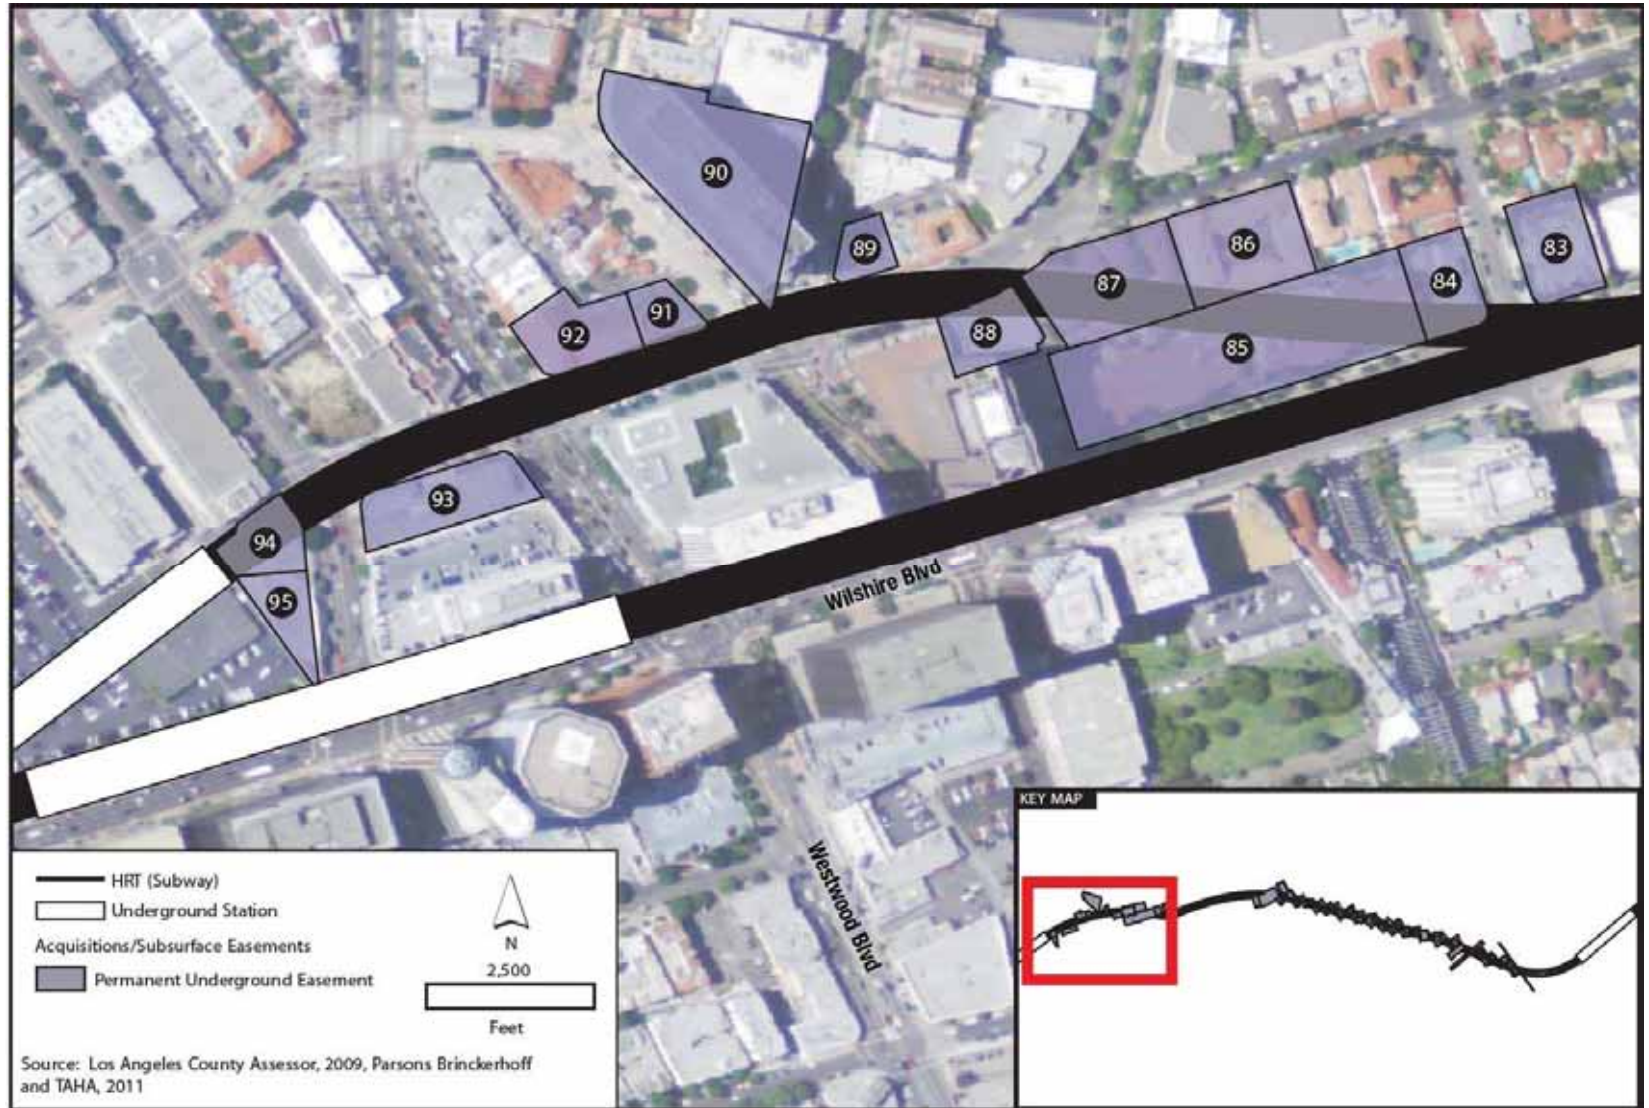 90
89
86
83
87
84
91
92
88
85
93
94
95
Wilshire Blvd
Westwood Blvd
KEY MAP
HRT (Subway)
Underground Station
Acquisitions/Subsurface Easements
Permanent Underground Easement
N
2,500
Feet
Source: Los Angeles County Assessor, 2009, Parsons Brinckerhoff
and TAHA, 2011